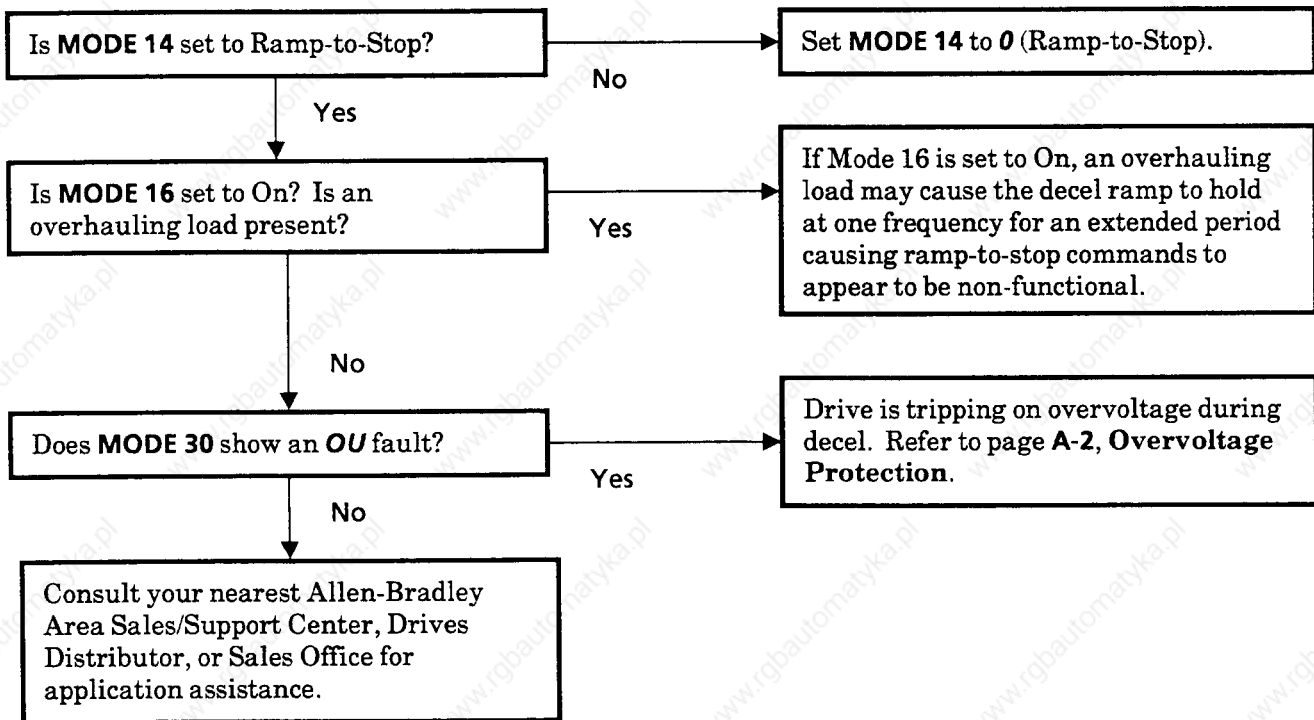 Is MODE 14 set to Ramp-to-Stop?
No
Set MODE 14 to 0 (Ramp-to-Stop).
Yes
Is MODE 16 set to On? Is an
overhauling load present?
Yes
If Mode 16 is set to On, an overhauling
load may cause the decel ramp to hold
at one frequency for an extended period
causing ramp-to-stop commands to
appear to be non-functional.
No
Does MODE 30 show an OU fault?
Yes
Drive is tripping on overvoltage during
decel. Refer to page A-2, Overvoltage
Protection.
No
Consult your nearest Allen-Bradley
Area Sales/Support Center, Drives
Distributor, or Sales Office for
application assistance.
www.rgbautomatyka.pl